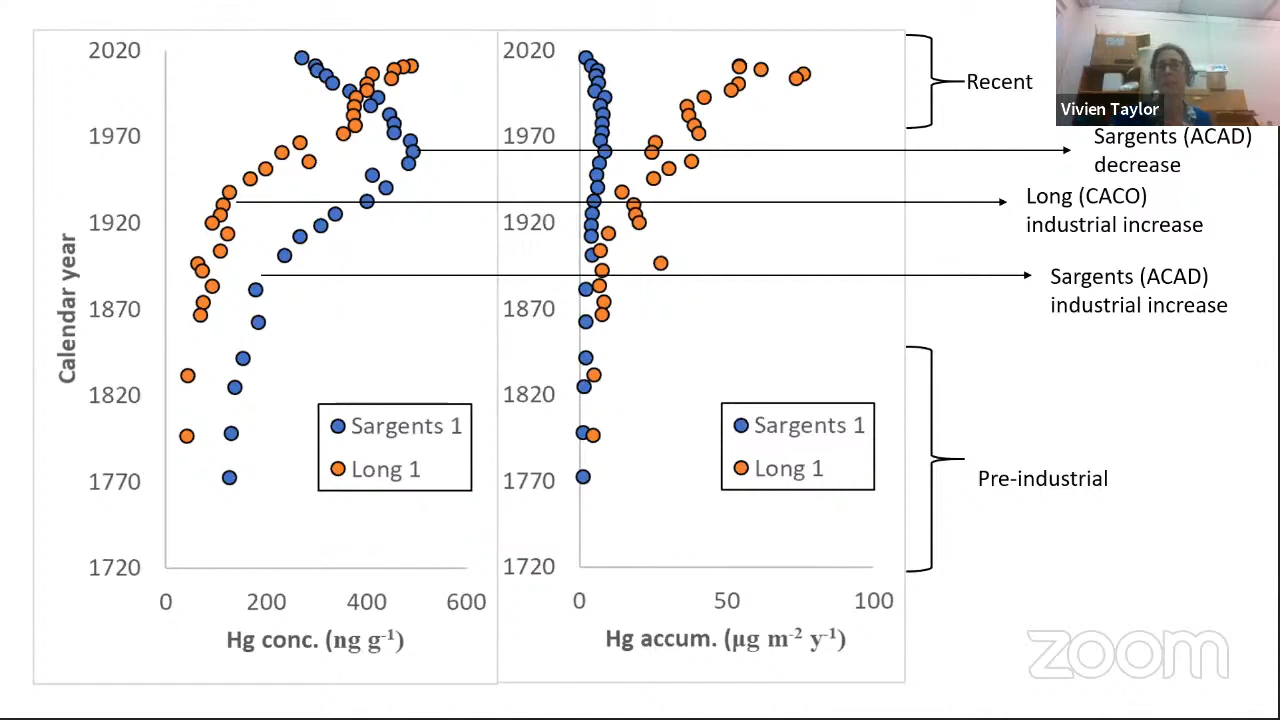 2020
1970
1920
1870
1820
1770
1720
Calendar year
0 200 400 600
Hg conc. (ng g⁻¹)
Sargents 1
Long 1
2020
1970
1920
1870
1820
1770
1720
0 50 100
Hg accum. (μg m⁻² y⁻¹)
Sargents 1
Long 1
Recent
Vivien Taylor
Sargents (ACAD)
decrease
Long (CACO)
industrial increase
Sargents (ACAD)
industrial increase
Pre-industrial
zoom